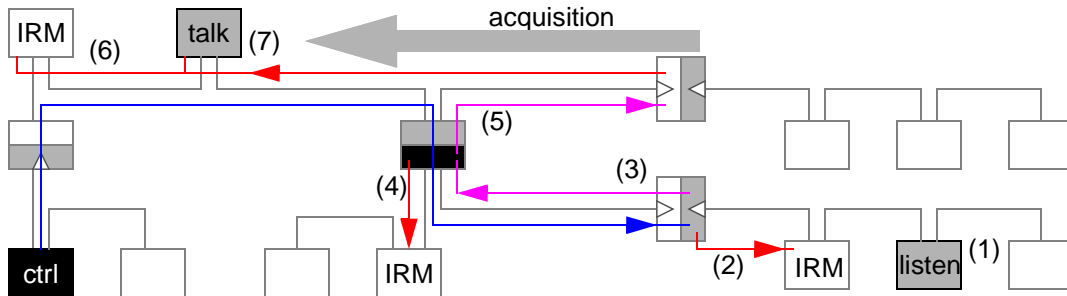 acquisition
IRM
(6)
talk
(7)
(5)
(4)
(3)
ctrl
IRM
(2)
IRM
listen
(1)